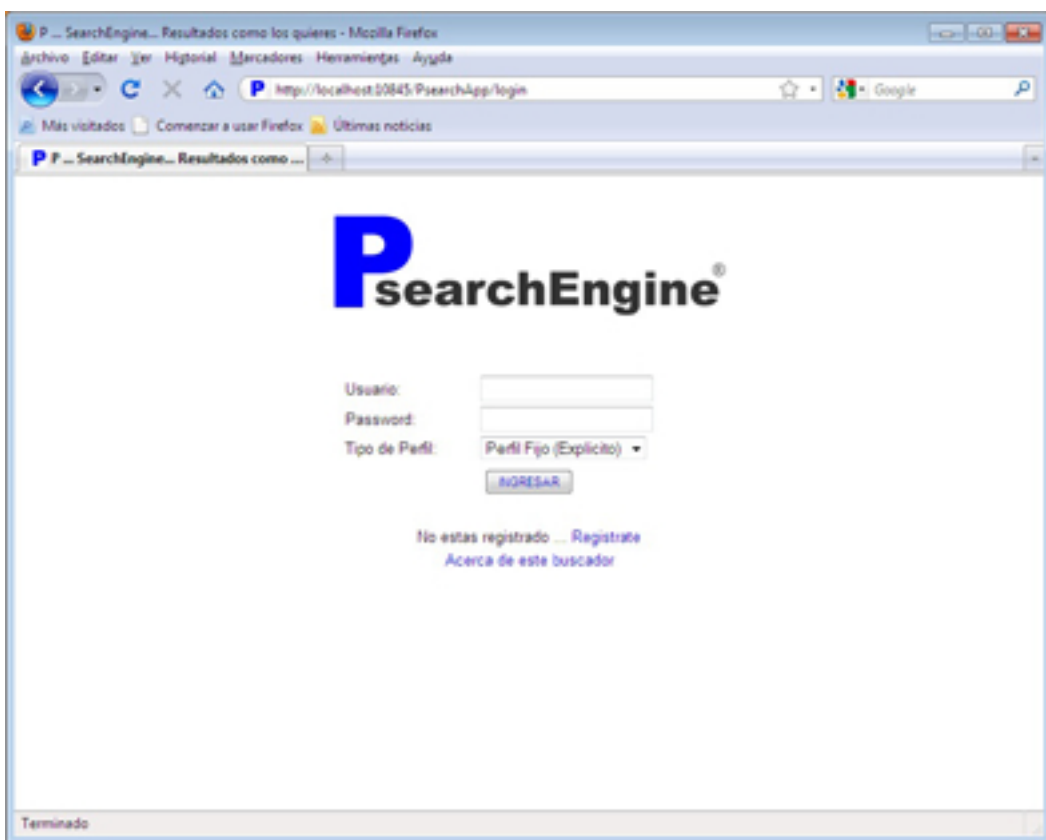 P ... SearchEngine... Resultados como los quieres - Mozilla Firefox
Archivo Editar Ver Historial Marcadores Herramientas Ayuda
P http://localhost:10845/PsearchApp/login Google
Más visitados Comenzar a usar Firefox Últimas noticias
P P ... SearchEngine... Resultados como ...
PsearchEngine®
Usuario:
Password:
Tipo de Perfil: Perfil Fijo (Explicito)
INGRESAR
No estas registrado ... Registrate
Acerca de este buscador
Terminado